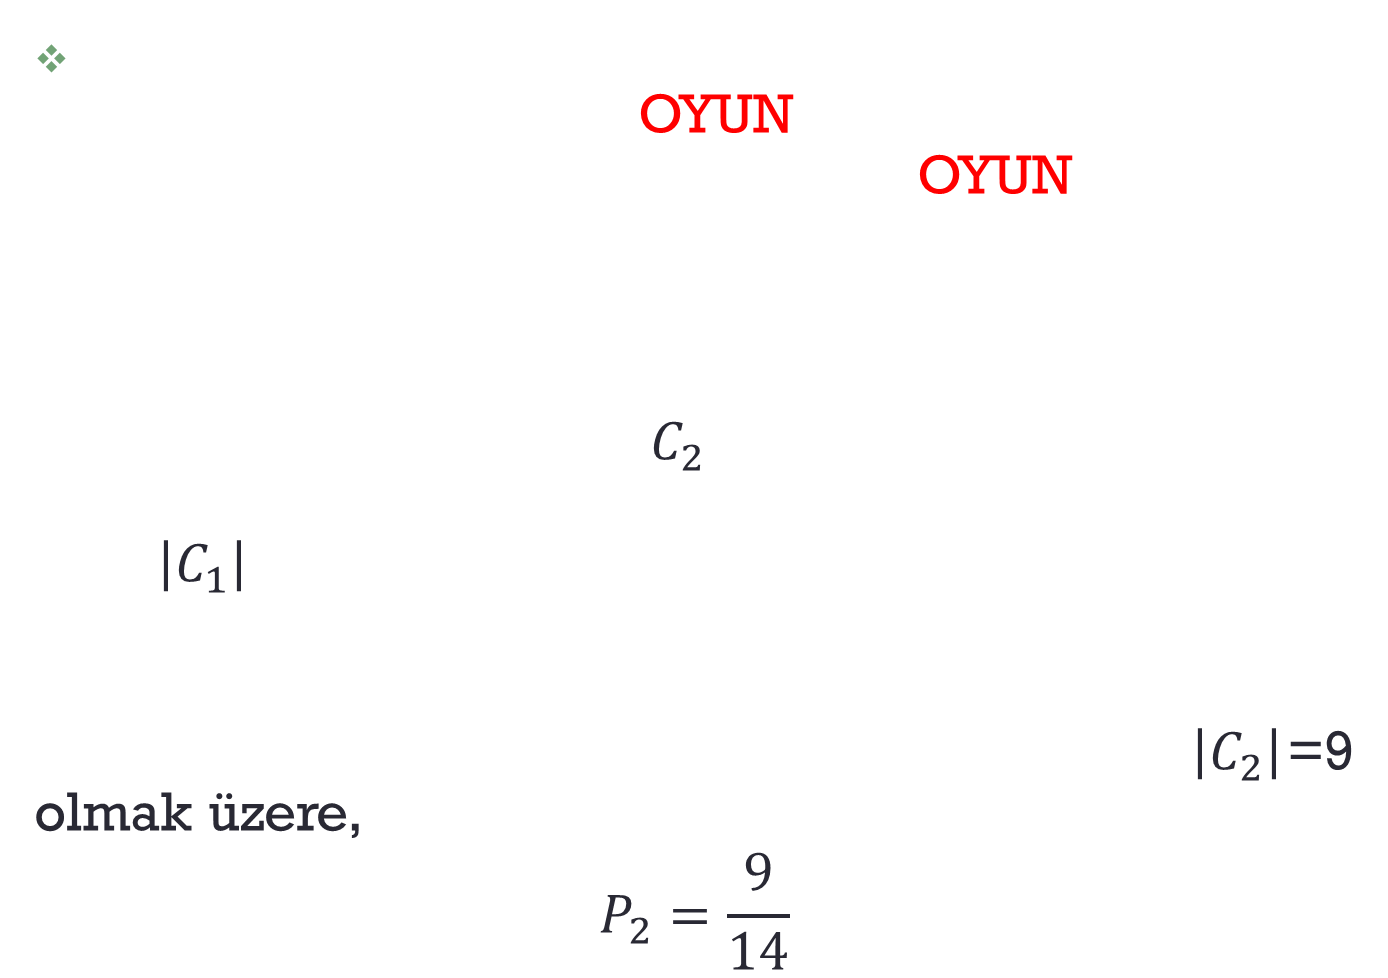 ❖
OYUN
OYUN
C₂
|C₁|
|C₂|=9
olmak üzere,
P₂ = 9/14